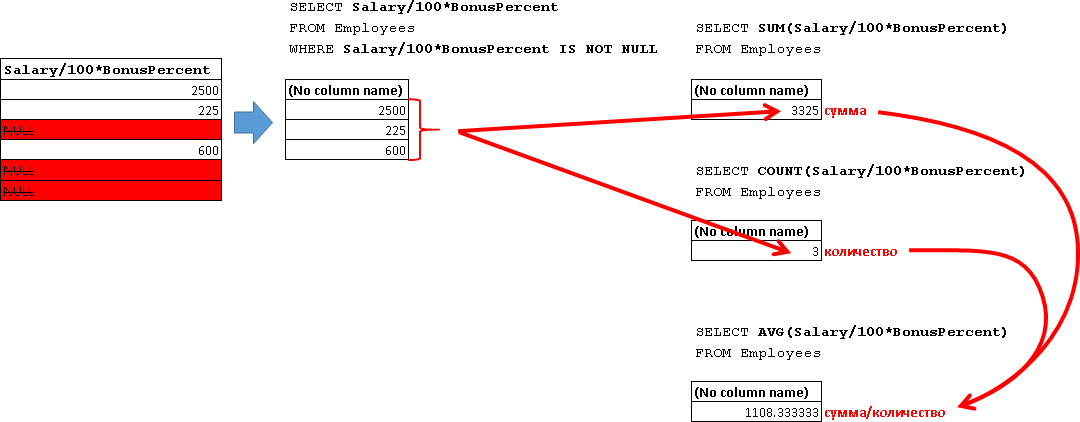 SELECT Salary/100*BonusPercent
FROM Employees
WHERE Salary/100*BonusPercent IS NOT NULL
Salary/100*BonusPercent
2500
225
NULL
600
NULL
NULL
(No column name)
2500
225
600
SELECT SUM(Salary/100*BonusPercent)
FROM Employees
(No column name)
3325 сумма
SELECT COUNT(Salary/100*BonusPercent)
FROM Employees
(No column name)
3 количество
SELECT AVG(Salary/100*BonusPercent)
FROM Employees
(No column name)
1108.333333 сумма/количество